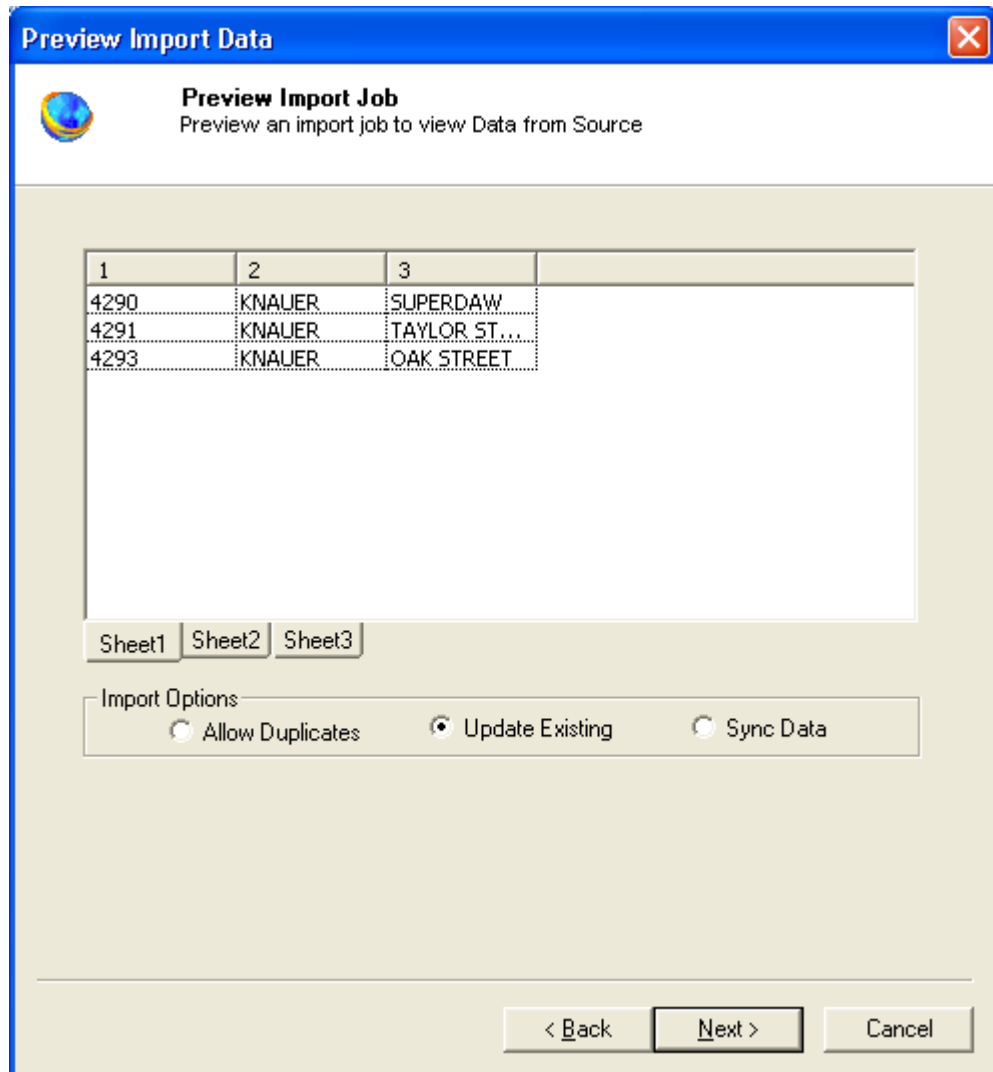 Preview Import Data
Preview Import Job
Preview an import job to view Data from Source
1 2 3
4290 KNAUER SUPERDAW
4291 KNAUER TAYLOR ST...
4293 KNAUER OAK STREET
Sheet1 Sheet2 Sheet3
Import Options
Allow Duplicates Update Existing Sync Data
< Back Next > Cancel